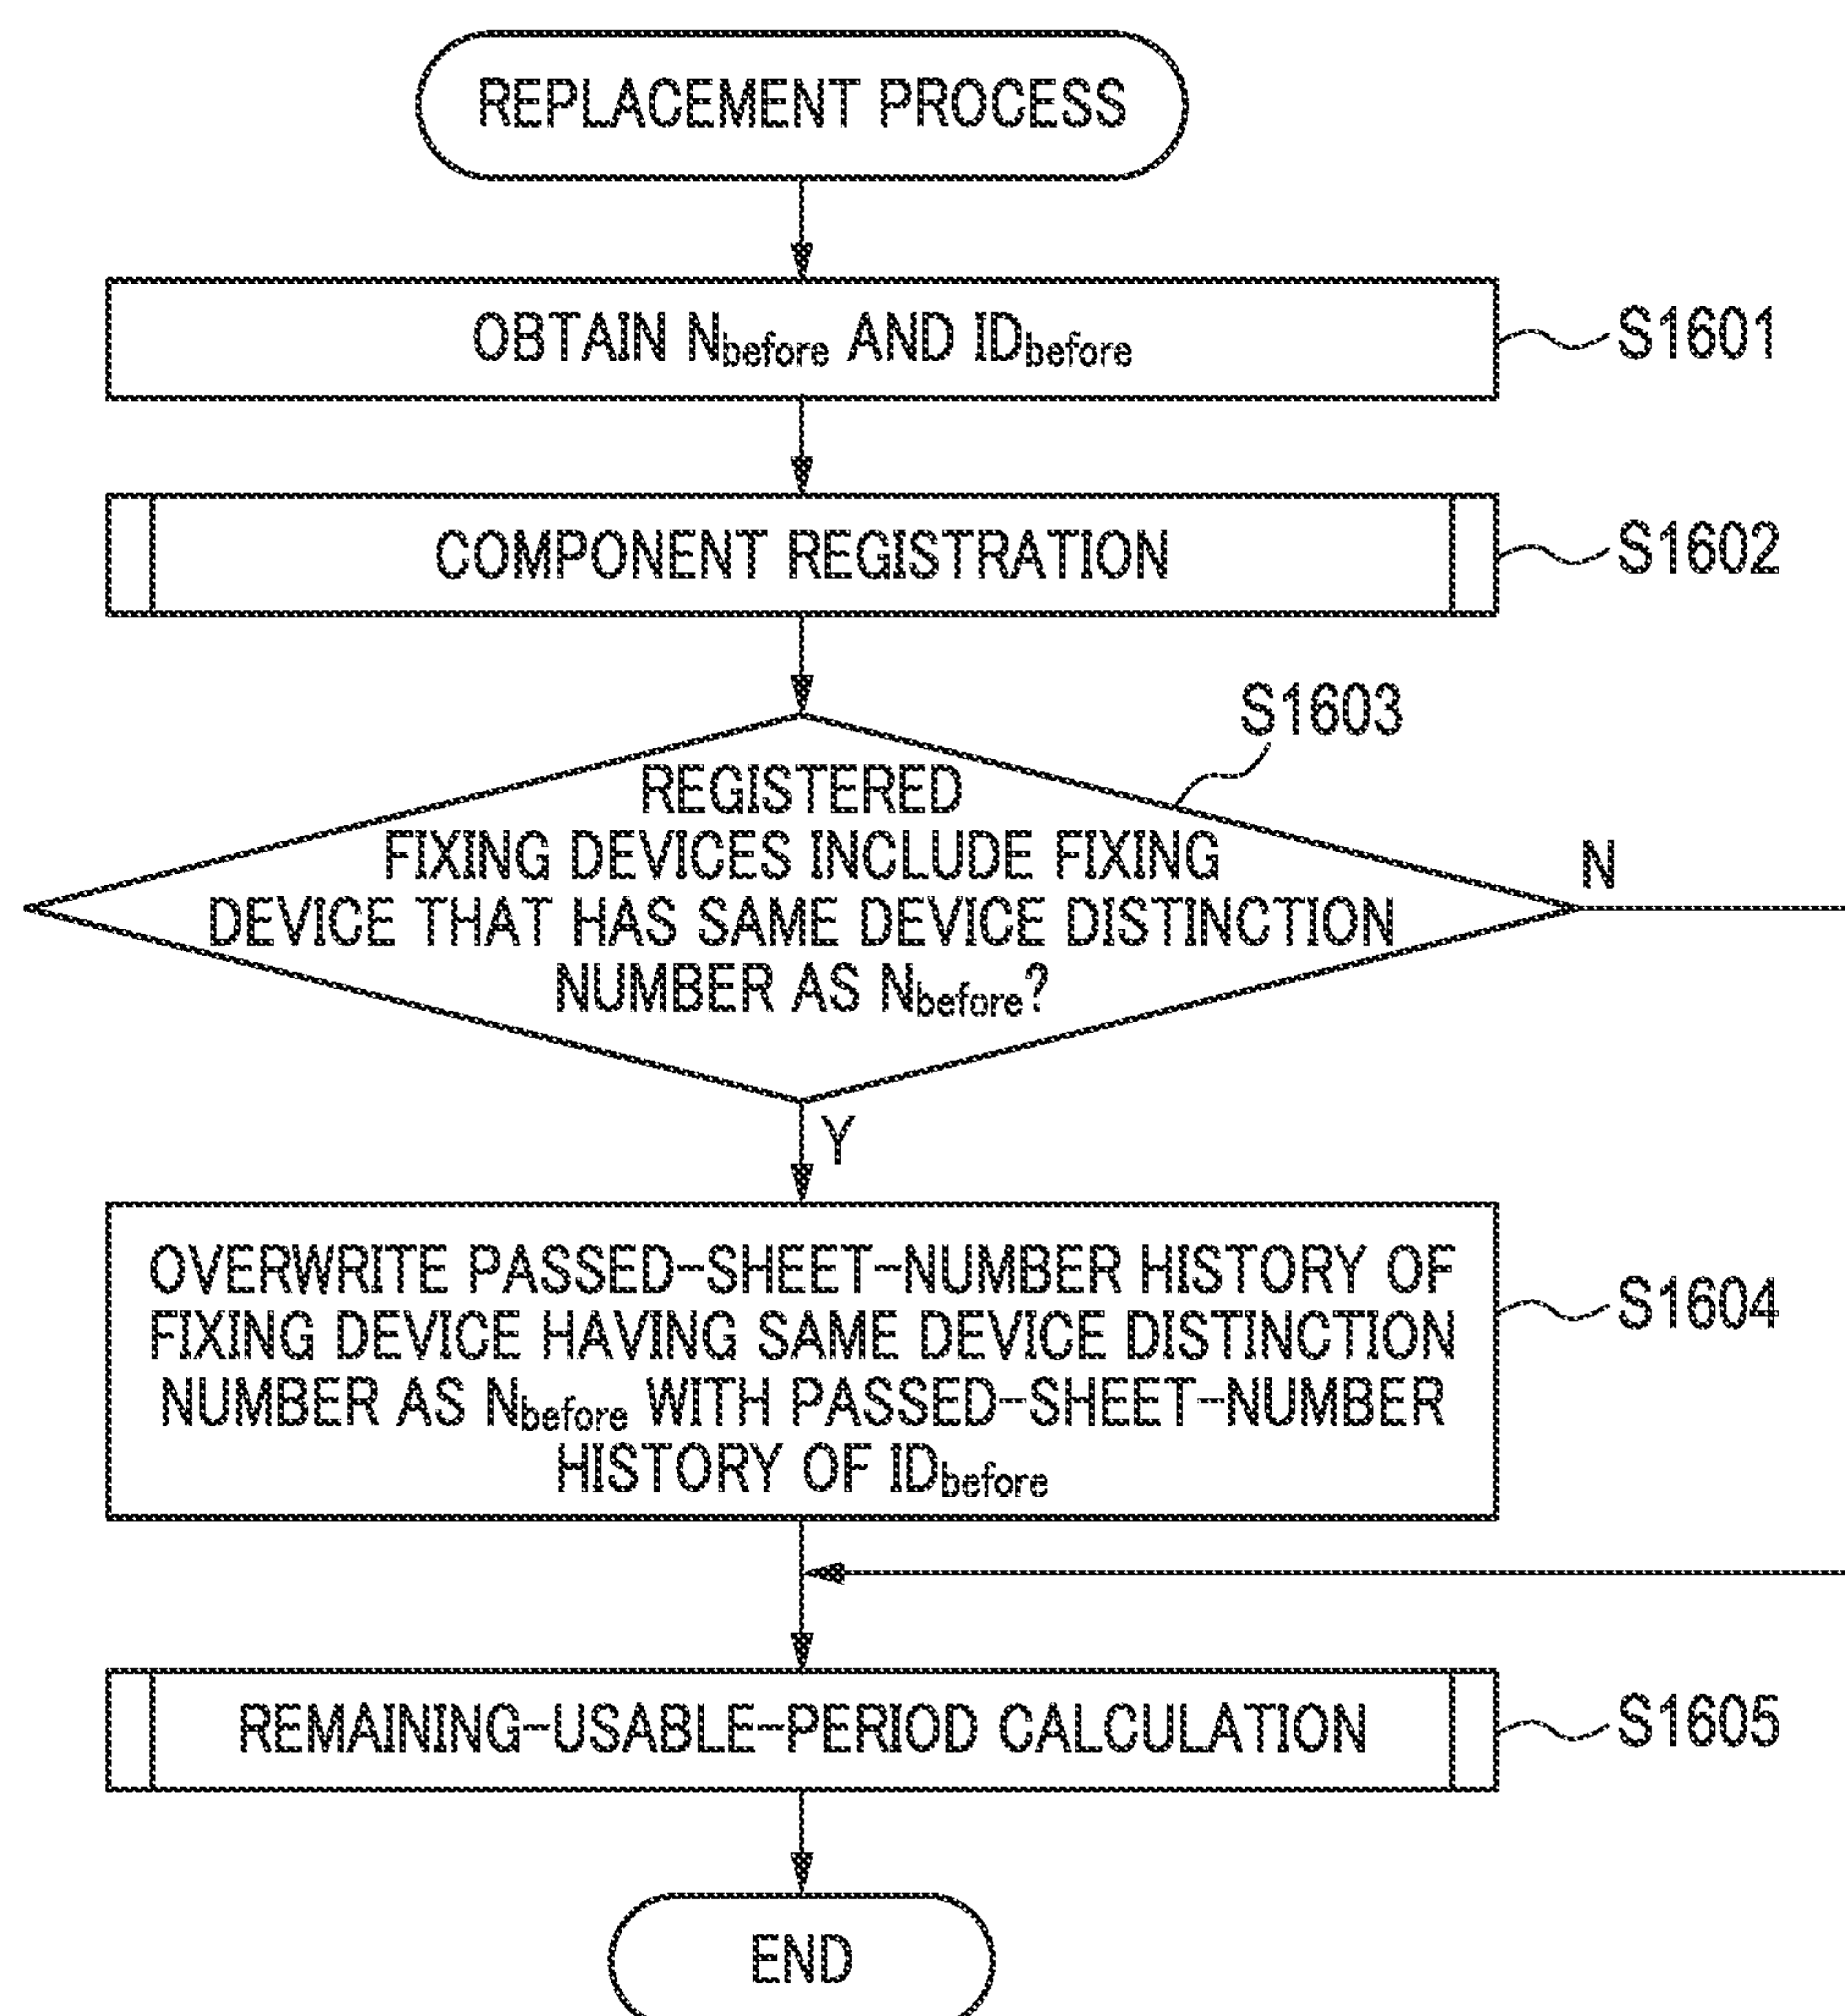 REPLACEMENT PROCESS
OBTAIN Nbefore AND IDbefore
S1601
COMPONENT REGISTRATION
S1602
S1603
REGISTERED
FIXING DEVICES INCLUDE FIXING
DEVICE THAT HAS SAME DEVICE DISTINCTION
NUMBER AS Nbefore?
N
Y
OVERWRITE PASSED-SHEET-NUMBER HISTORY OF
FIXING DEVICE HAVING SAME DEVICE DISTINCTION
NUMBER AS Nbefore WITH PASSED-SHEET-NUMBER
HISTORY OF IDbefore
S1604
REMAINING-USABLE-PERIOD CALCULATION
S1605
END